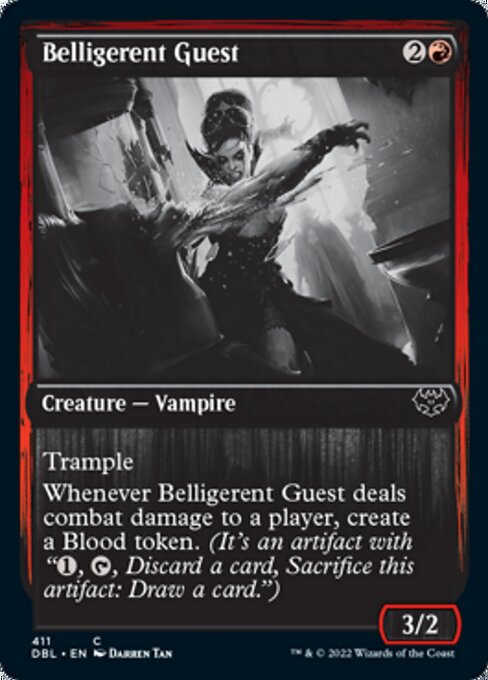 Belligerent Guest 2
Creature — Vampire
Trample
Whenever Belligerent Guest deals
combat damage to a player, create
a Blood token. (It's an artifact with
“1, , Discard a card, Sacrifice this
artifact: Draw a card.”)
3/2
411 C
DBL • EN Darren Tan
™ & © 2022 Wizards of the Coast